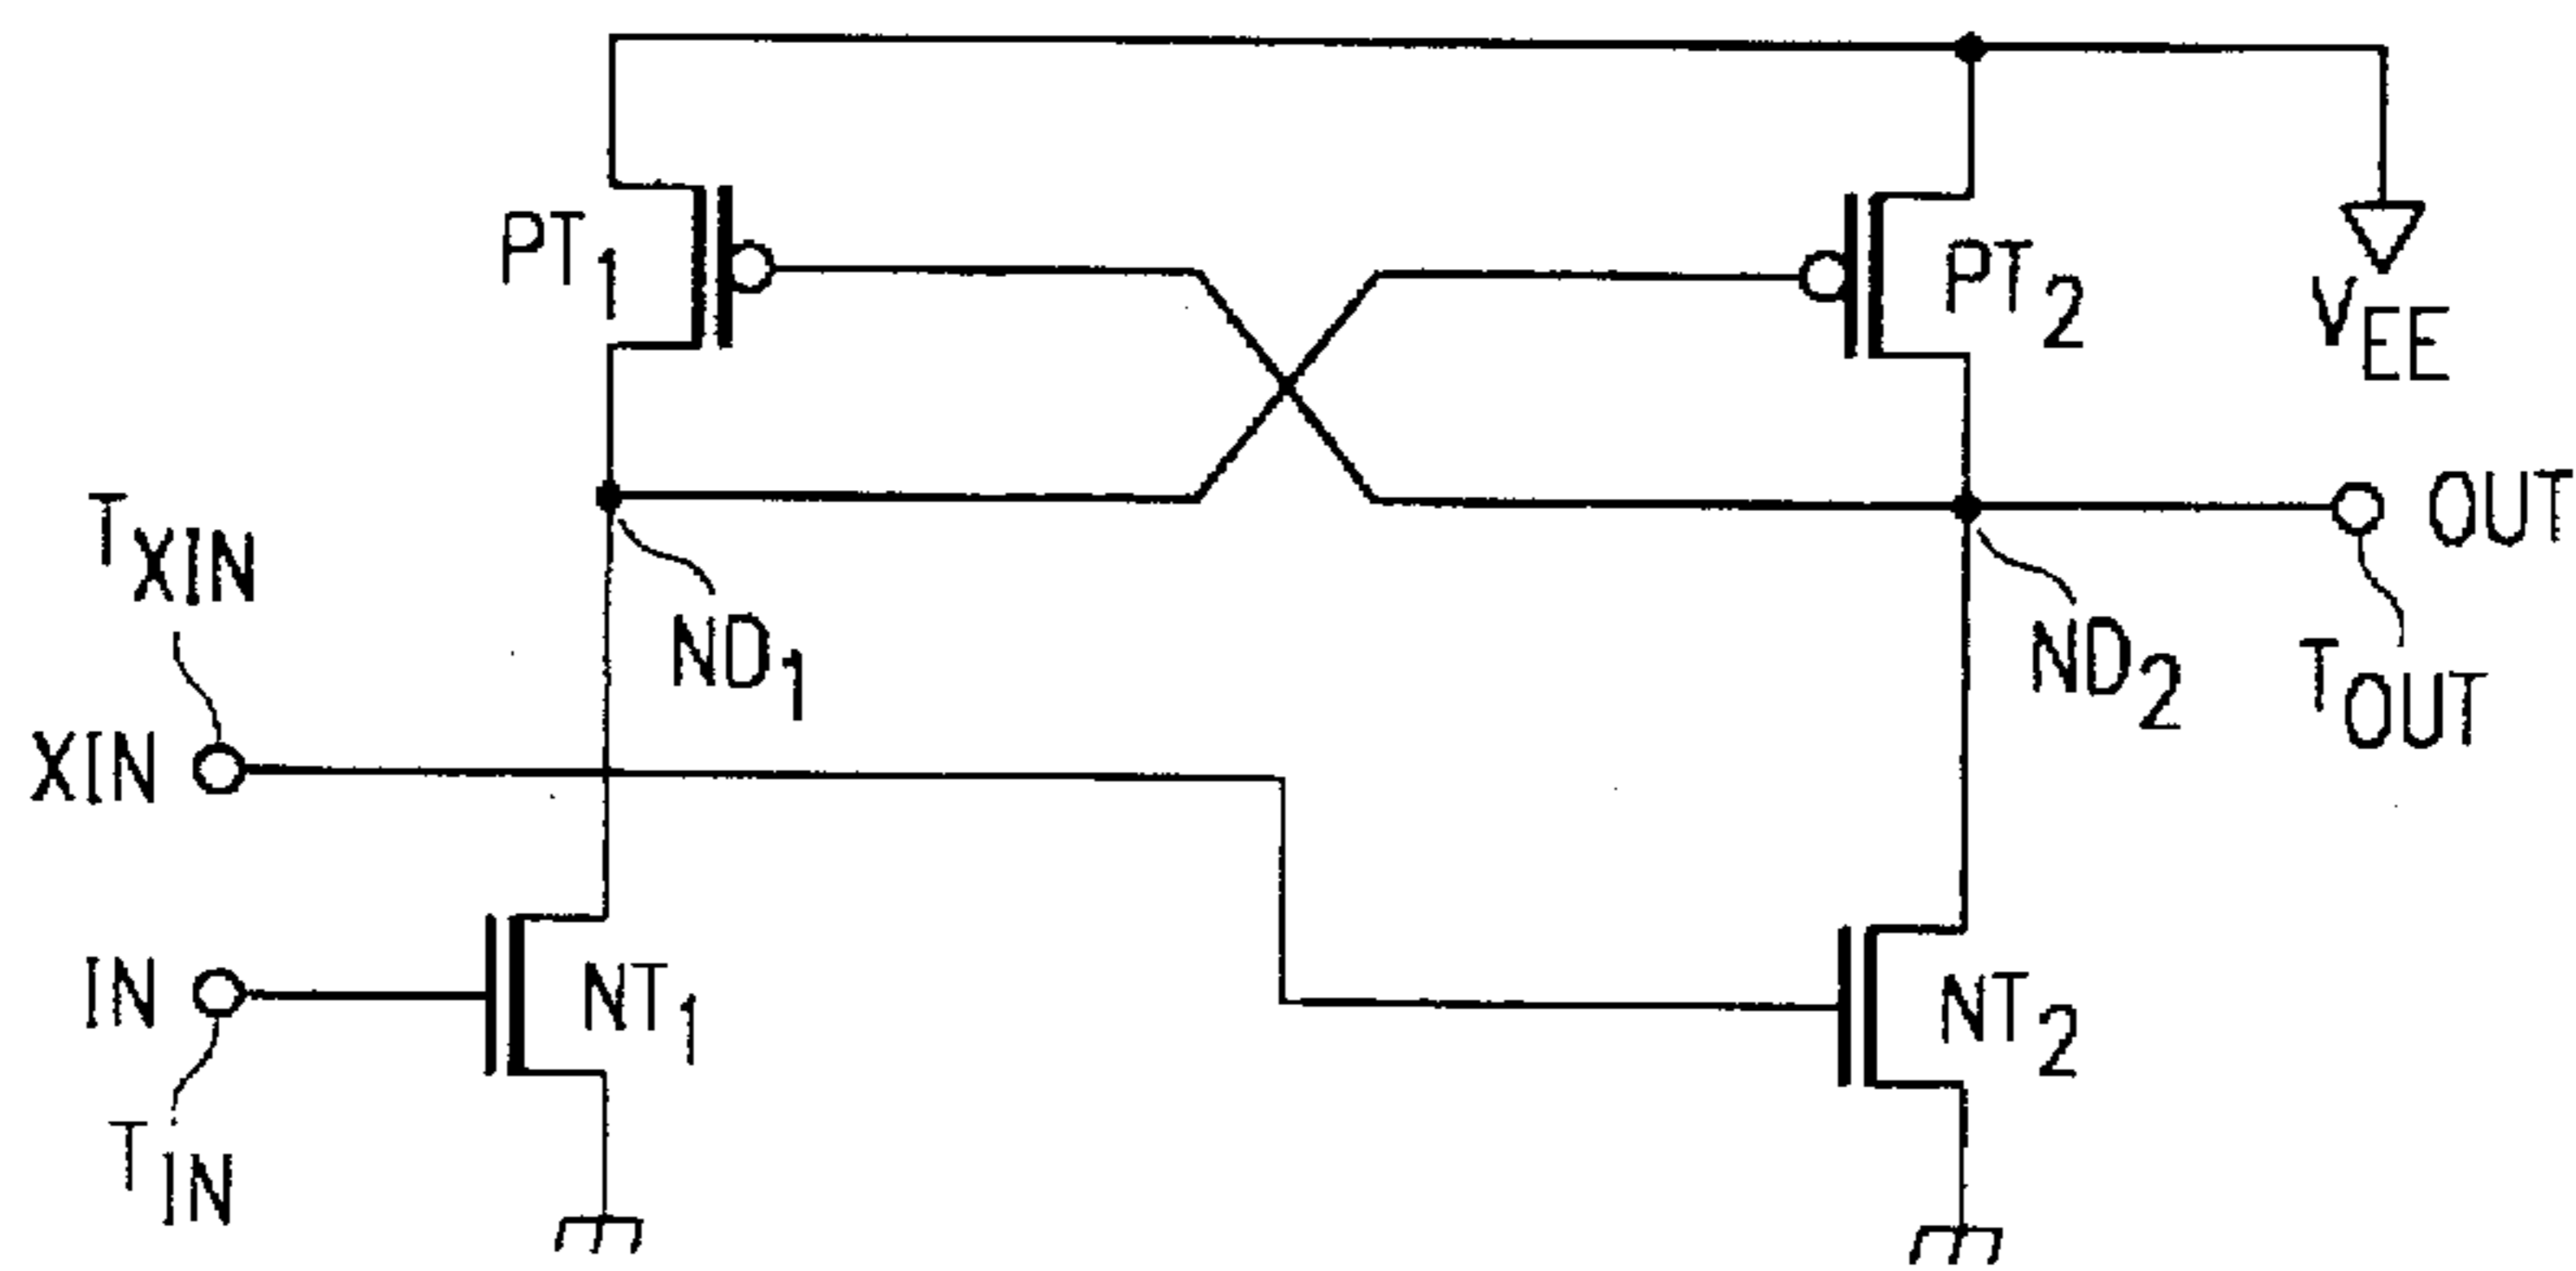 PT1
PT2
VEE
TXIN
OUT
ND1
ND2
TOUT
XIN
IN
NT1
NT2
TIN